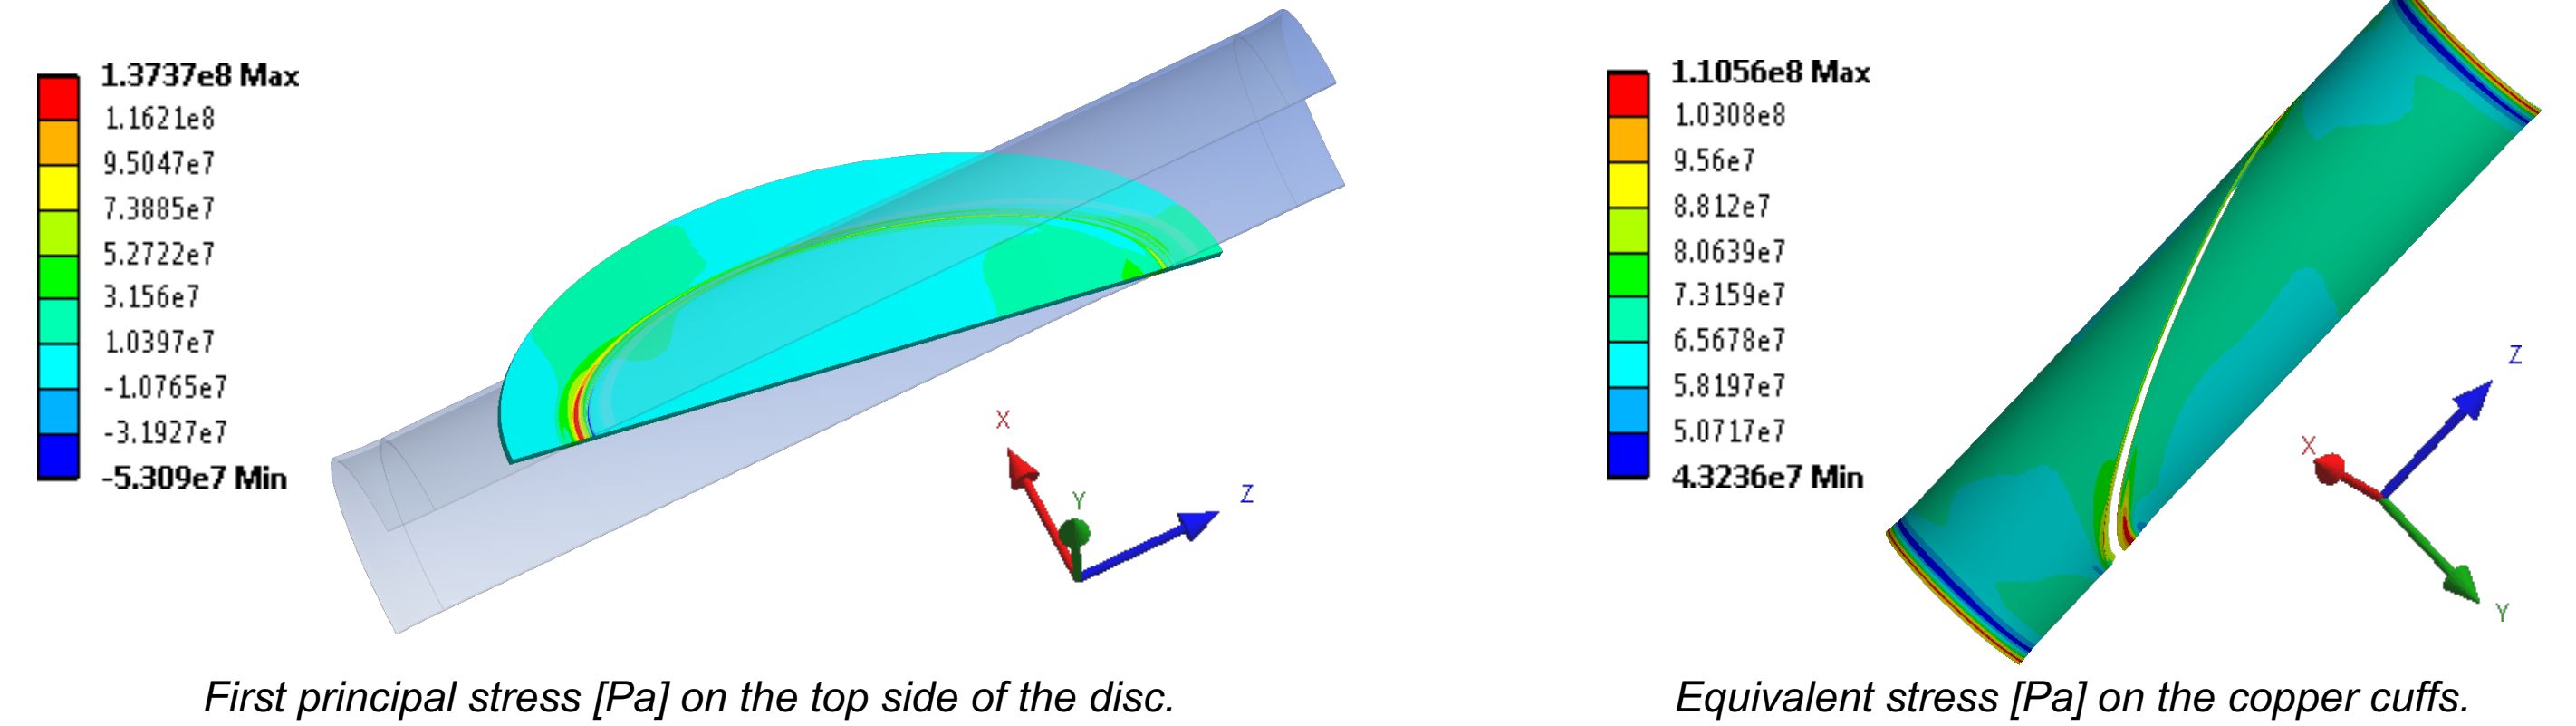 1.3737e8 Max
1.1621e8
9.5047e7
7.3885e7
5.2722e7
3.156e7
1.0397e7
-1.0765e7
-3.1927e7
-5.309e7 Min
X
Y
Z
First principal stress [Pa] on the top side of the disc.
1.1056e8 Max
1.0308e8
9.56e7
8.812e7
8.0639e7
7.3159e7
6.5678e7
5.8197e7
5.0717e7
4.3236e7 Min
Z
X
Y
Equivalent stress [Pa] on the copper cuffs.